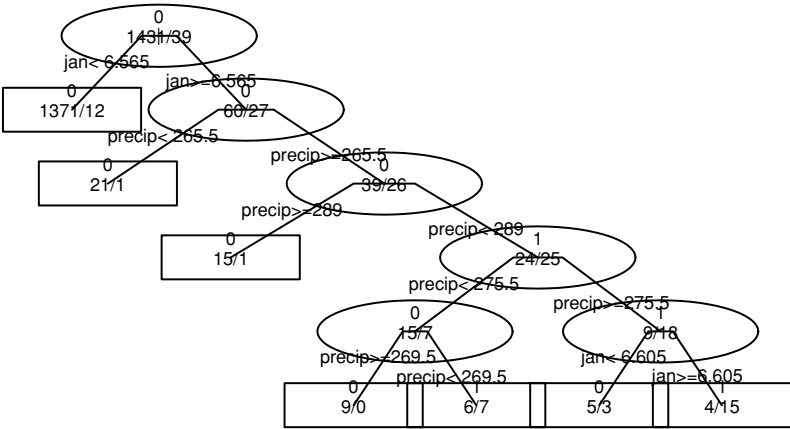 0
1431/39
jan< 6.565
jan>=6.565
0
1371/12
0
60/27
precip< 265.5
precip>=265.5
0
21/1
0
39/26
precip>=289
precip< 289
0
15/1
1
24/25
precip< 275.5
precip>=275.5
0
15/7
1
9/18
precip>=269.5
precip< 269.5
jan< 6.605
jan>=6.605
0
9/0
1
6/7
0
5/3
1
4/15